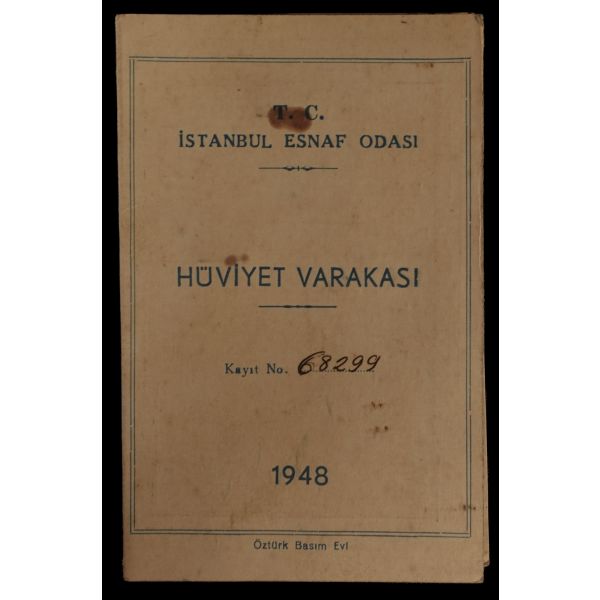 T. C.
İSTANBUL ESNAF ODASI
HÜVİYET VARAKASI
Kayıt No. 68299
1948
Öztürk Basım Evi